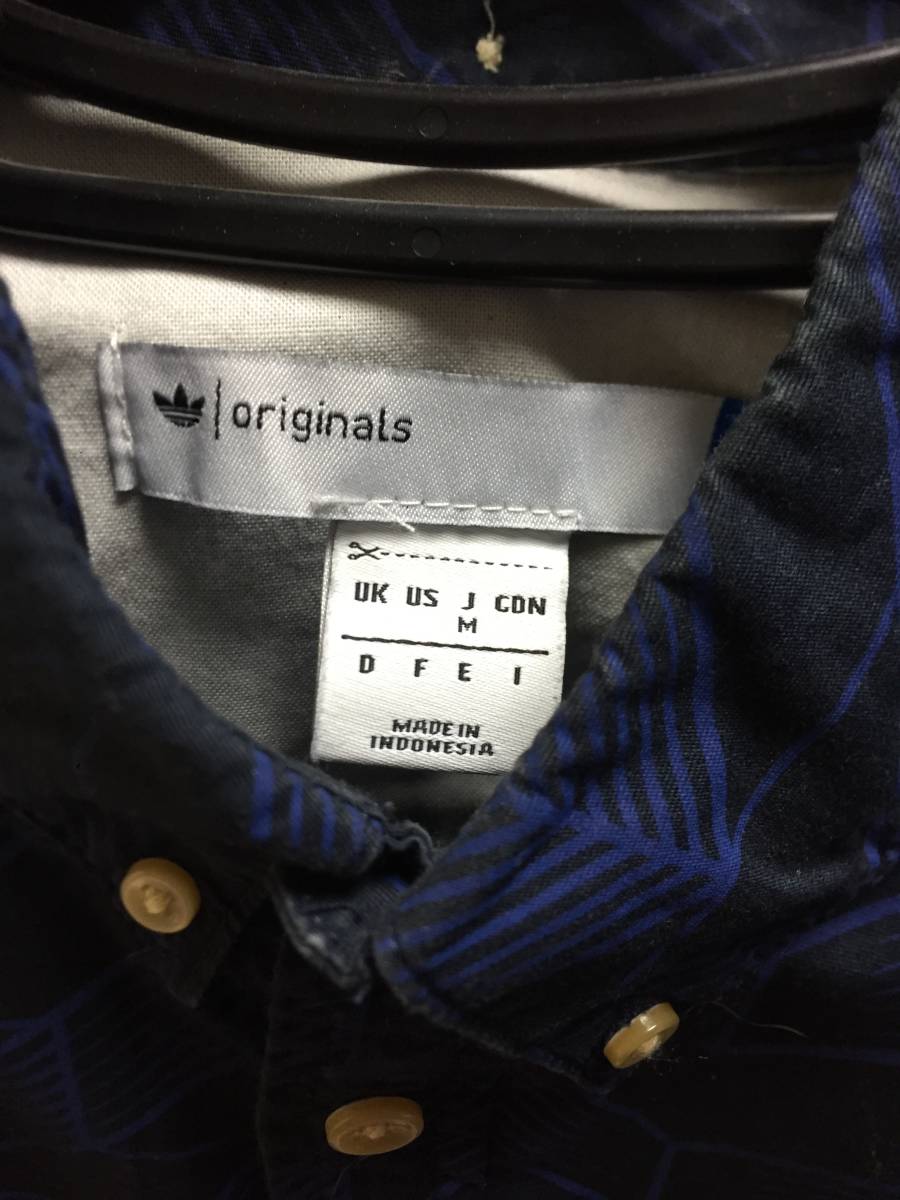 originals
UK US J CDN
M
D F E I
MADE IN
INDONESIA